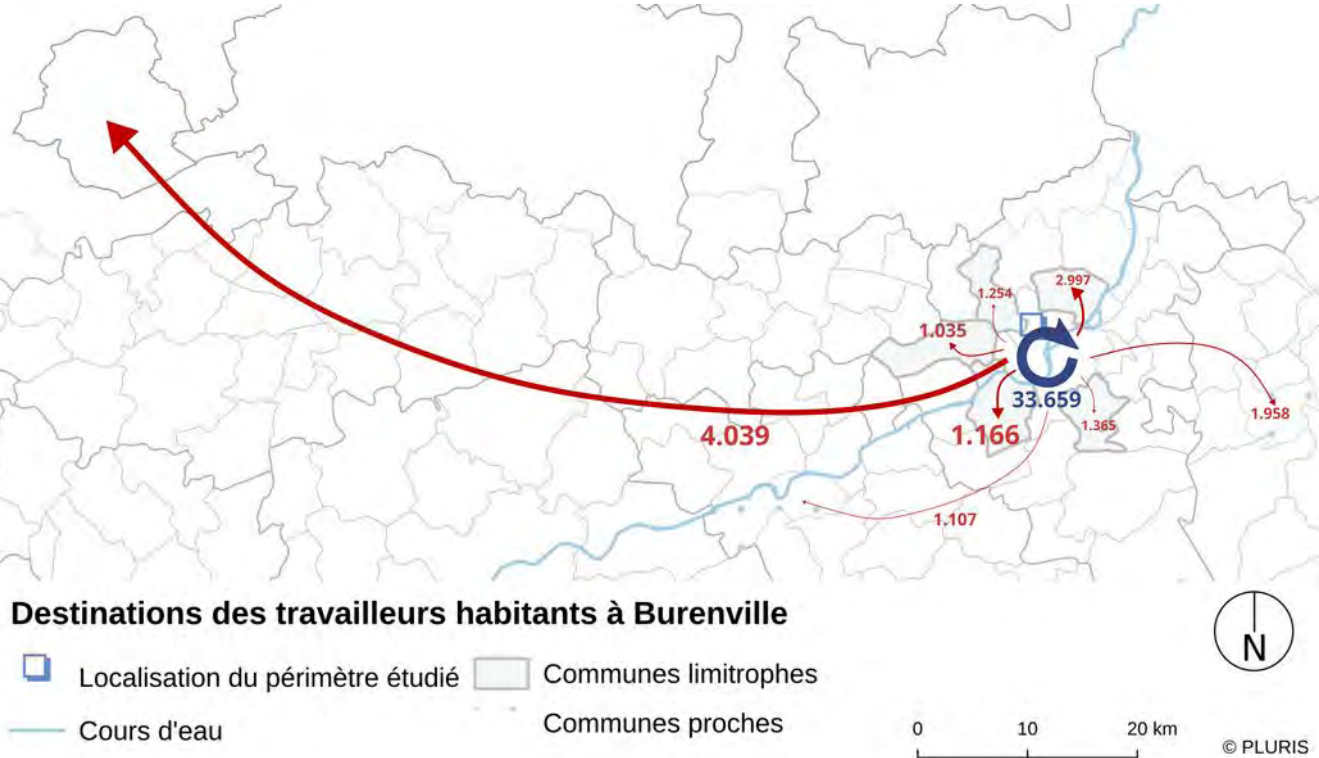 2.997
1.254
1.035
33.659
1.958
1.365
1.166
4.039
1.107
Destinations des travailleurs habitants à Burenville
Localisation du périmètre étudié
Communes limitrophes
Cours d'eau
Communes proches
N
0 10 20 km
© PLURIS